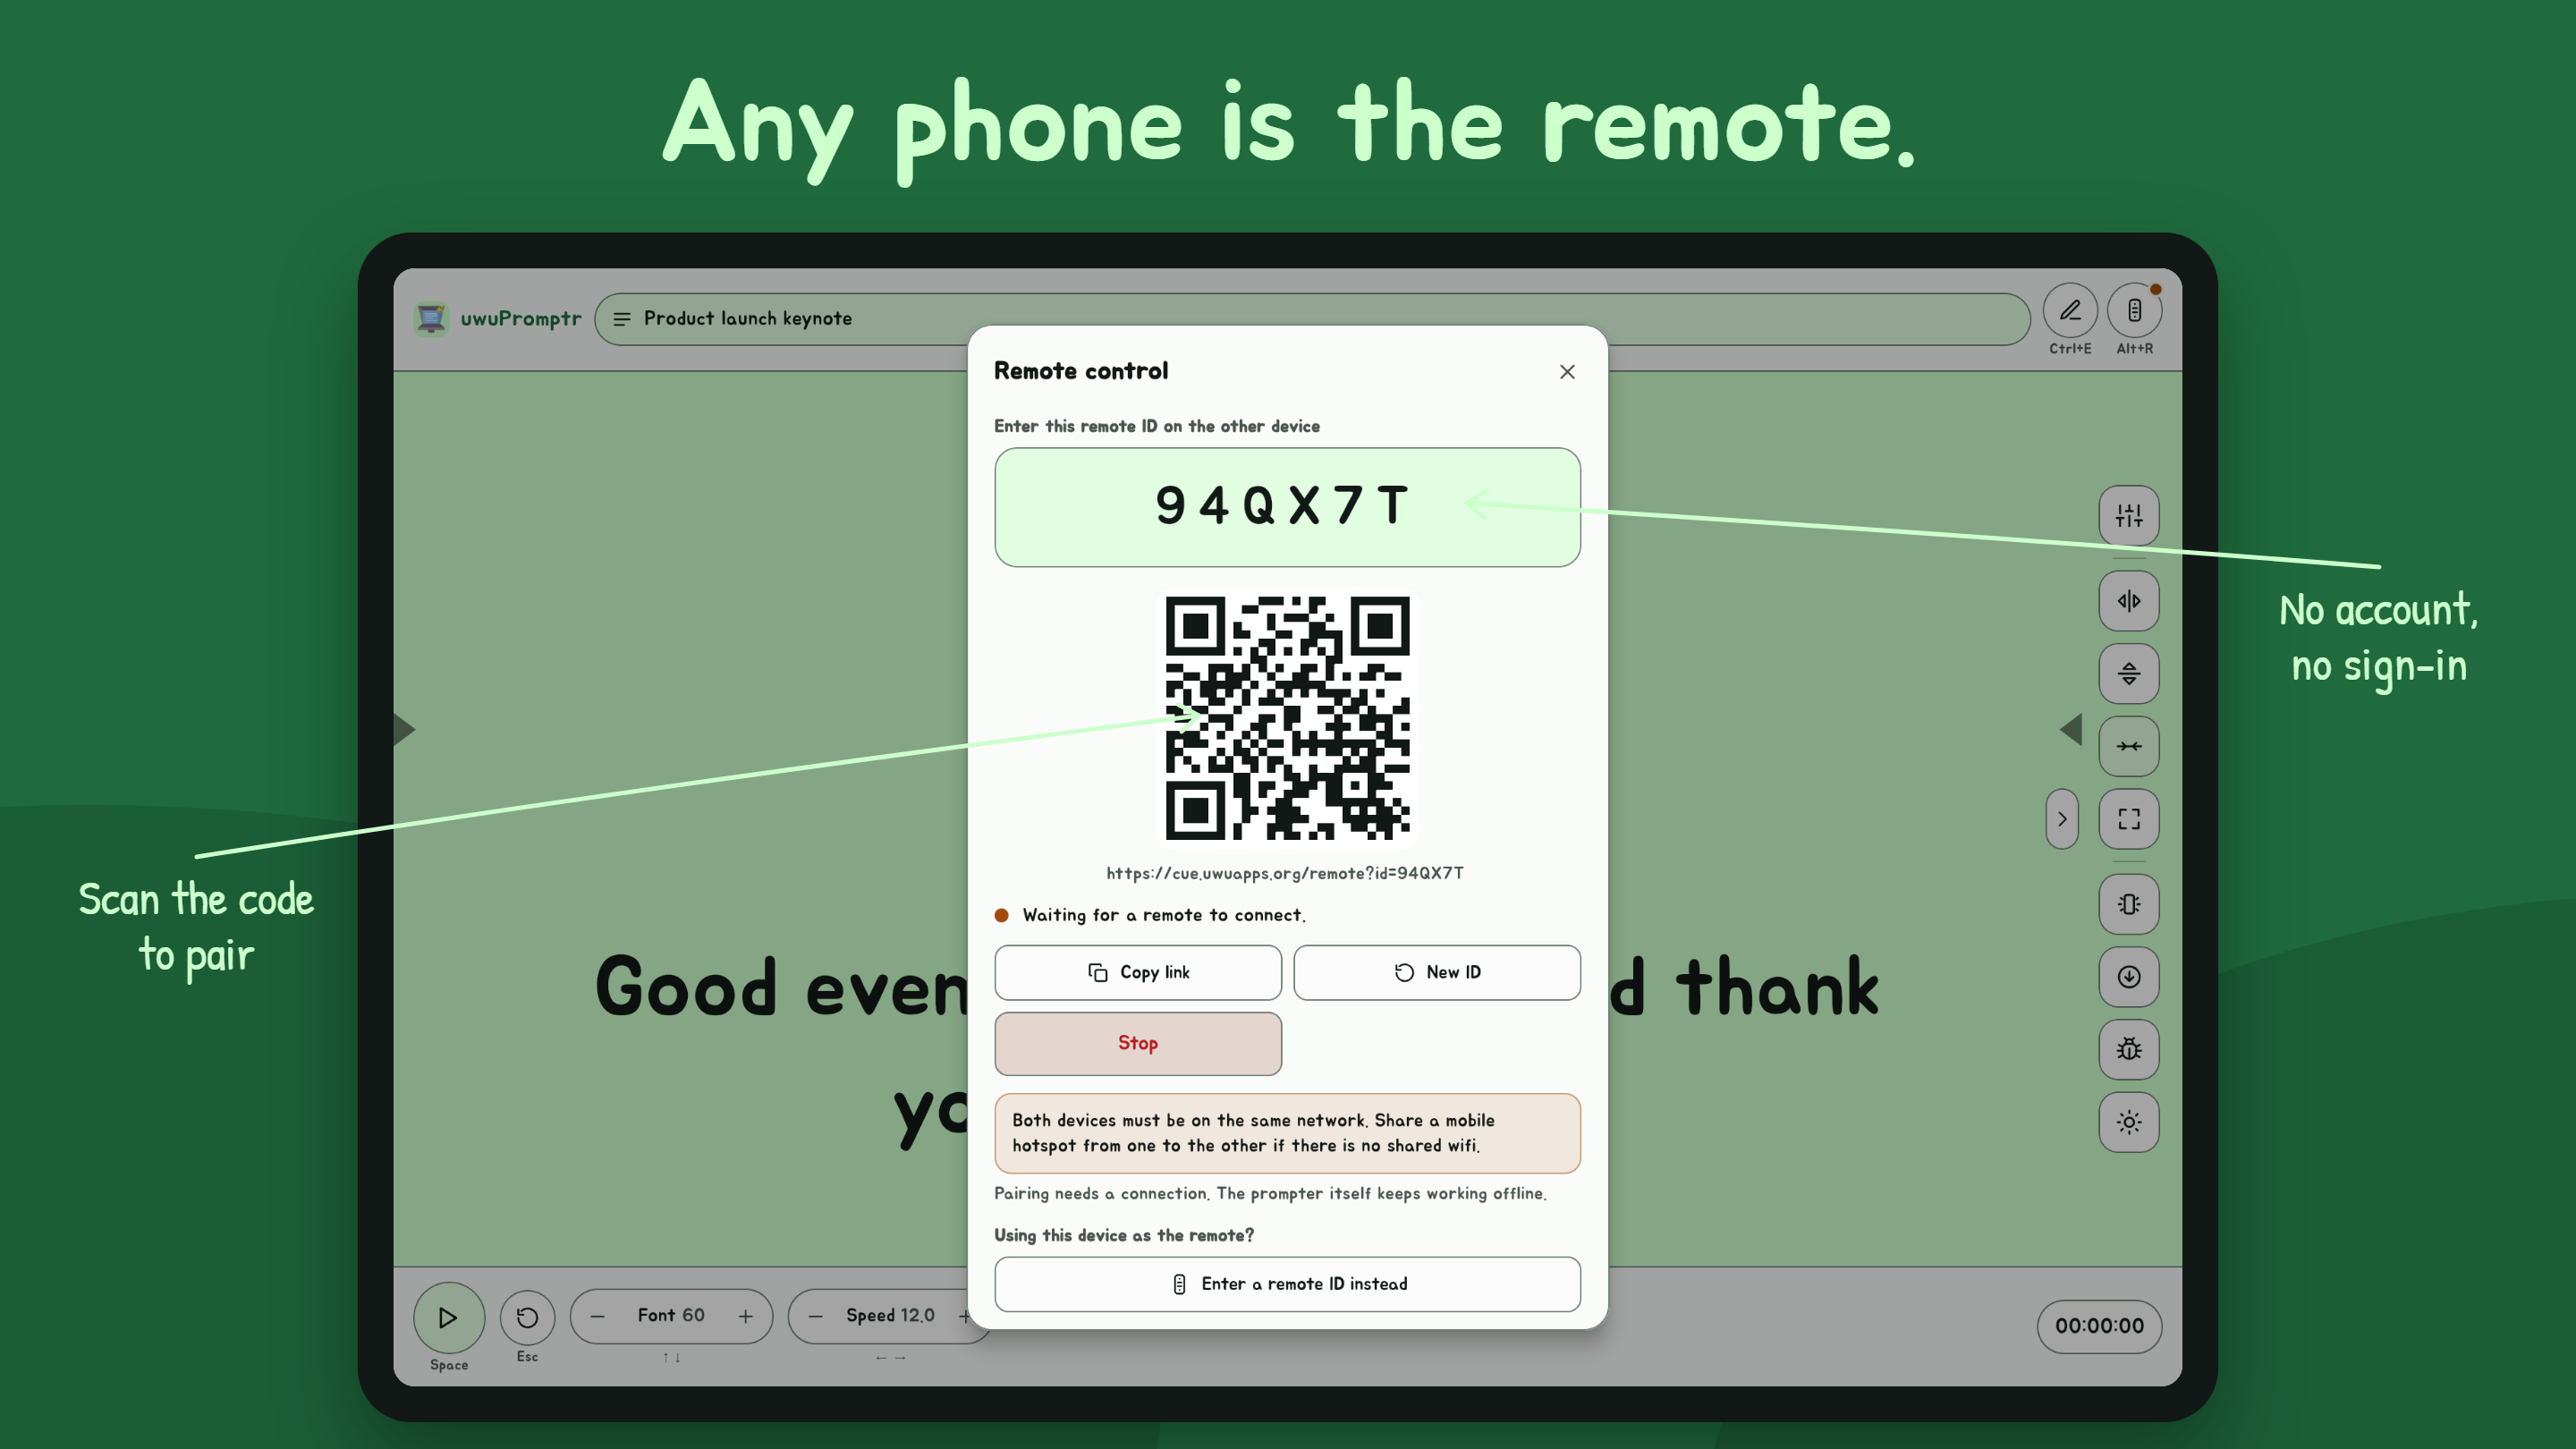 Any phone is the remote.
uwuPromptr
Product launch keynote
Ctrl+E
Alt+R
Remote control
Enter this remote ID on the other device
94QX7T
No account,
no sign-in
https://cue.uwuapps.org/remote?id=94QX7T
Scan the code
to pair
Waiting for a remote to connect.
Copy link
New ID
Good even
d thank
Stop
yo
Both devices must be on the same network. Share a mobile
hotspot from one to the other if there is no shared wifi.
Pairing needs a connection. The prompter itself keeps working offline.
Using this device as the remote?
Enter a remote ID instead
Font 60
Speed 12.0
00:00:00
Space
Esc
↑ ↓
← →